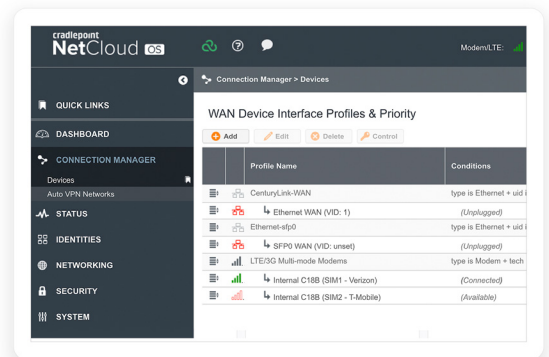 cradlepoint
NetCloud OS
Modem/LTE:
Connection Manager > Devices
QUICK LINKS
DASHBOARD
CONNECTION MANAGER
Devices
Auto VPN Networks
STATUS
IDENTITIES
NETWORKING
SECURITY
SYSTEM
WAN Device Interface Profiles & Priority
Add Edit Delete Control
Profile Name Conditions
CenturyLink-WAN type is Ethernet + uid i
Ethernet WAN (VID: 1) (Unplugged)
Ethernet-sfp0 type is Ethernet + uid i
SFP0 WAN (VID: unset) (Unplugged)
LTE/3G Multi-mode Modems type is Modem + tech
Internal C18B (SIM1 - Verizon) (Connected)
Internal C18B (SIM2 - T-Mobile) (Available)